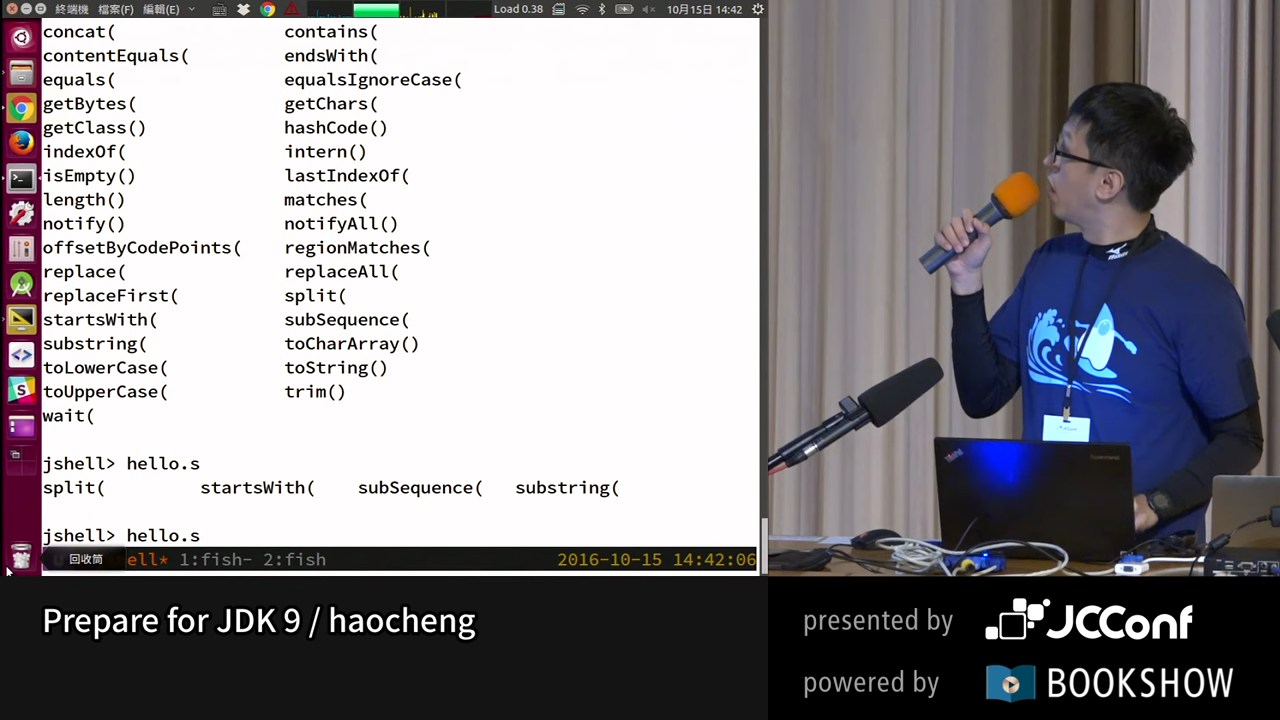 終端機 檔案(F) 編輯(E) Load 0.38 10月15日 14:42
concat( contains(
contentEquals( endsWith(
equals( equalsIgnoreCase(
getBytes( getChars(
getClass() hashCode()
indexOf( intern()
isEmpty() lastIndexOf(
length() matches(
notify() notifyAll()
offsetByCodePoints( regionMatches(
replace( replaceAll(
replaceFirst( split(
startsWith( subSequence(
substring( toCharArray()
toLowerCase( toString()
toUpperCase( trim()
wait(
jshell> hello.s
split( startsWith( subSequence( substring(
jshell> hello.s
回收筒 ell* 1:fish- 2:fish 2016-10-15 14:42:06
Prepare for JDK 9 / haocheng
presented by JCConf
powered by BOOKSHOW